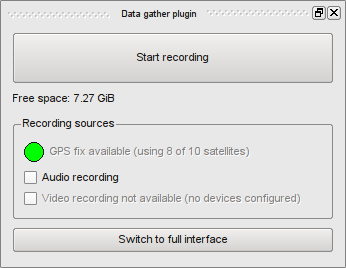 Data gather plugin
Start recording
Free space: 7.27 GiB
Recording sources
GPS fix available (using 8 of 10 satellites)
Audio recording
Video recording not available (no devices configured)
Switch to full interface